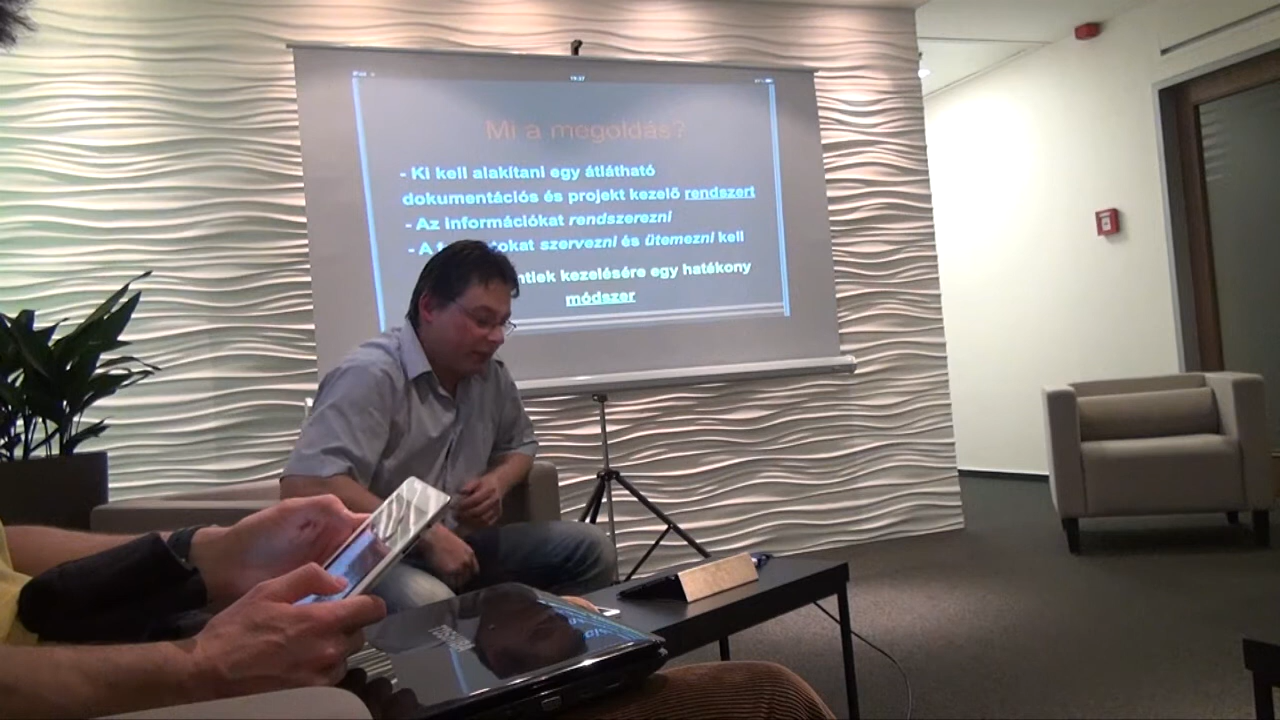 Mi a megoldás?
- Ki kell alakítani egy átlátható
dokumentációs és projekt kezelő rendszert
- Az információkat rendszerezni
- A szervezni és ütemezni kell
kezelésére egy hatékony
módszer